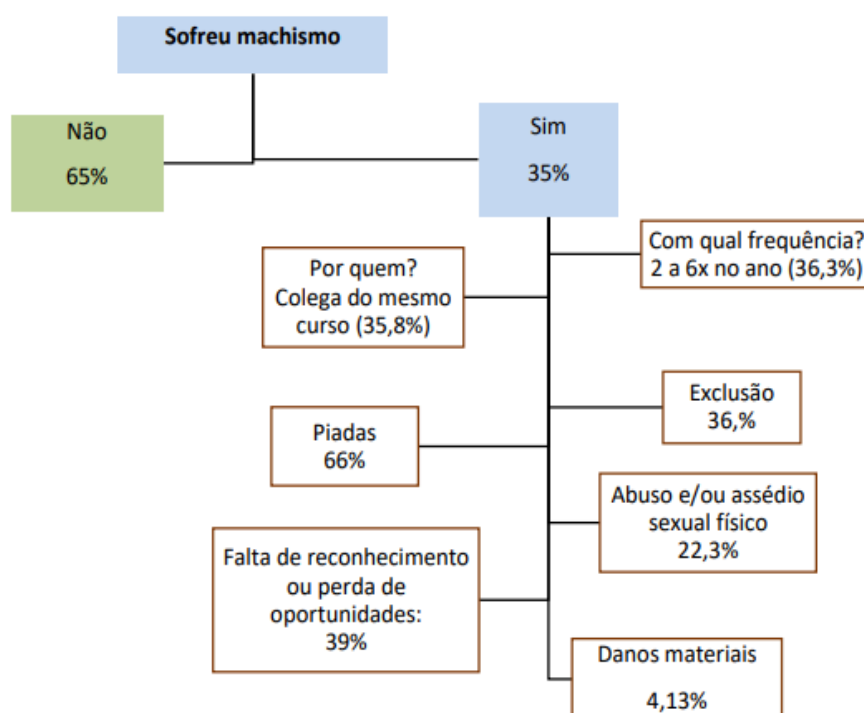 Sofreu machismo
Não
65%
Sim
35%
Com qual frequência?
2 a 6x no ano (36,3%)
Por quem?
Colega do mesmo
curso (35,8%)
Exclusão
36,%
Piadas
66%
Abuso e/ou assédio
sexual físico
22,3%
Falta de reconhecimento
ou perda de
oportunidades:
39%
Danos materiais
4,13%